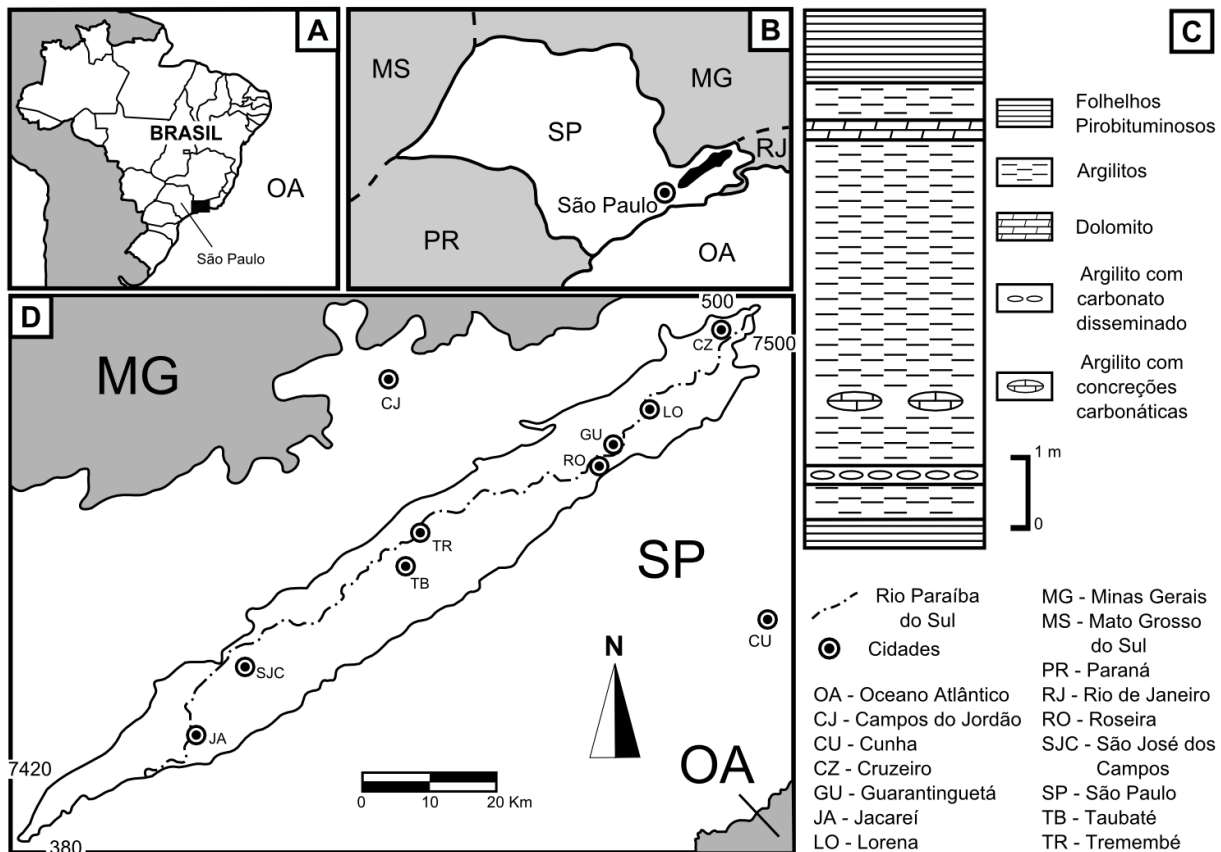 A
BRASIL
OA
São Paulo
B
MS
MG
SP
RJ
São Paulo
PR
OA
C
Folhelhos
Pirobituminosos
Argilitos
Dolomito
Argilito com
carbonato
disseminado
Argilito com
concreções
carbonáticas
1 m
0
D
500
7500
MG
CZ
CJ
LO
GU
RO
TR
TB
SP
CU
N
SJC
JA
7420
380
0 10 20 Km
OA
Rio Paraíba
do Sul
Cidades
OA - Oceano Atlântico
CJ - Campos do Jordão
CU - Cunha
CZ - Cruzeiro
GU - Guarantinguetá
JA - Jacareí
LO - Lorena
MG - Minas Gerais
MS - Mato Grosso
do Sul
PR - Paraná
RJ - Rio de Janeiro
RO - Roseira
SJC - São José dos
Campos
SP - São Paulo
TB - Taubaté
TR - Tremembé